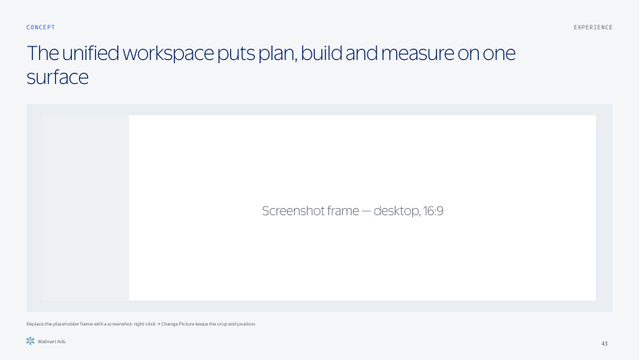 CONCEPT
EXPERIENCE
The unified workspace puts plan, build and measure on one
surface
Screenshot frame — desktop, 16:9
Replace the placeholder frame with a screenshot: right-click → Change Picture keeps the crop and position.
Walmart Ads
43